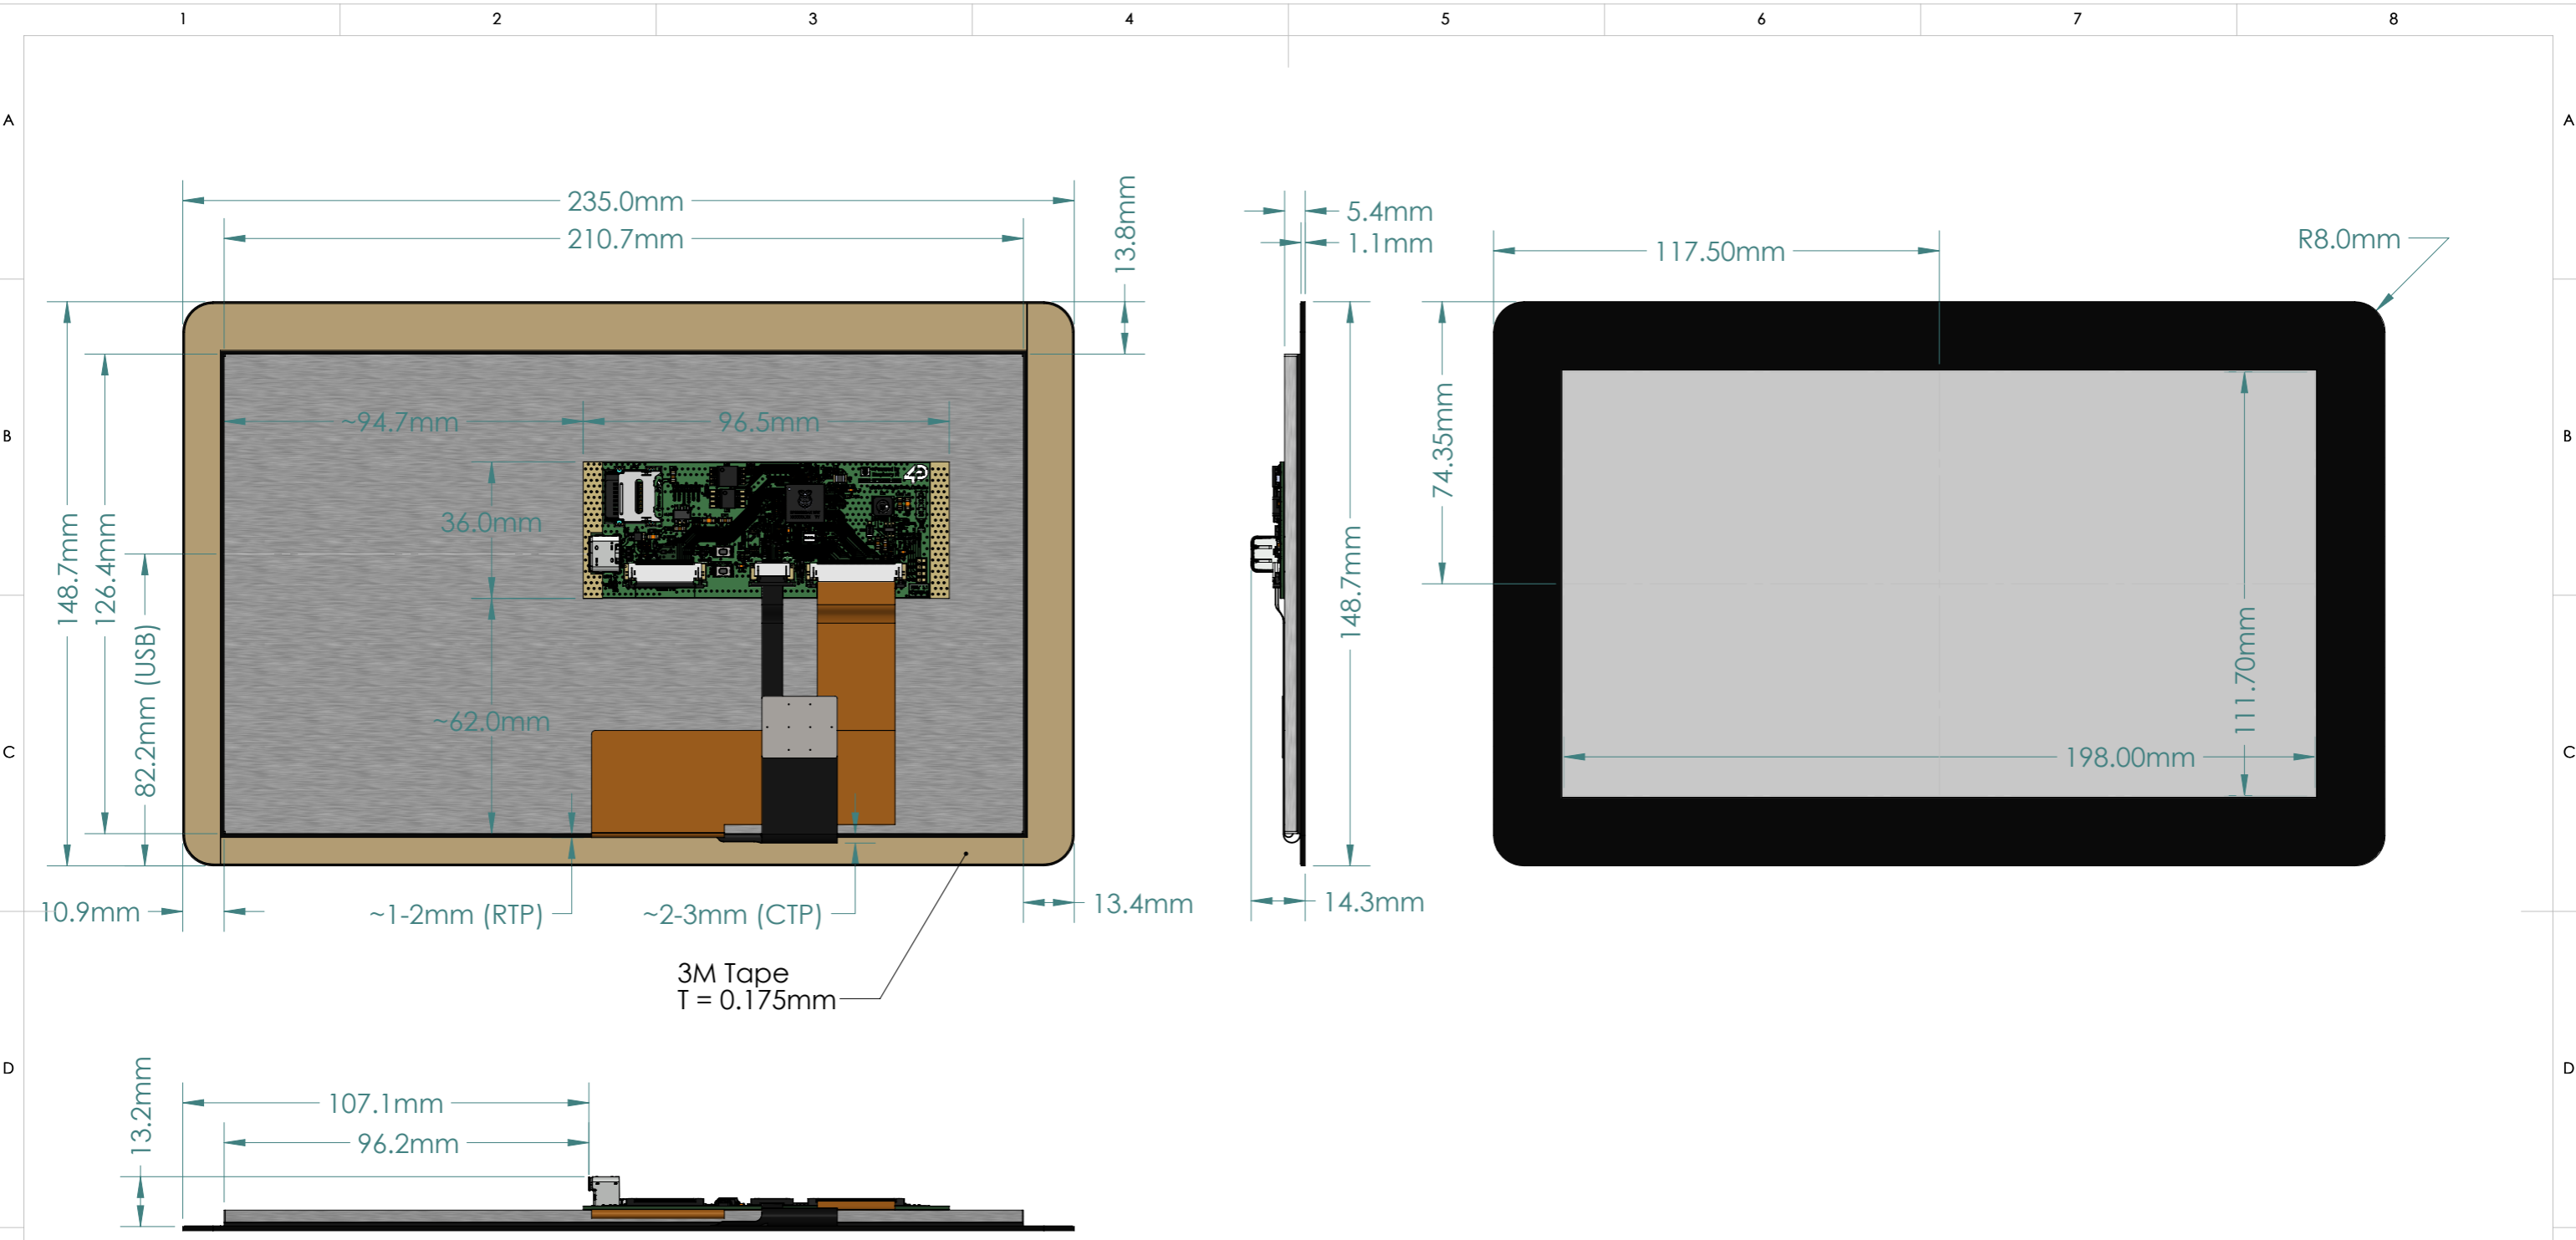 1 2 3 4 5 6 7 8
A A
235.0mm
210.7mm
13.8mm
5.4mm
1.1mm
117.50mm
R8.0mm
B B
~94.7mm 96.5mm
4D
36.0mm
148.7mm
126.4mm
82.2mm (USB)
~62.0mm
148.7mm
74.35mm
111.70mm
198.00mm
C C
10.9mm
~1-2mm (RTP)
~2-3mm (CTP)
13.4mm
14.3mm
3M Tape
T = 0.175mm
D D
13.2mm
107.1mm
96.2mm